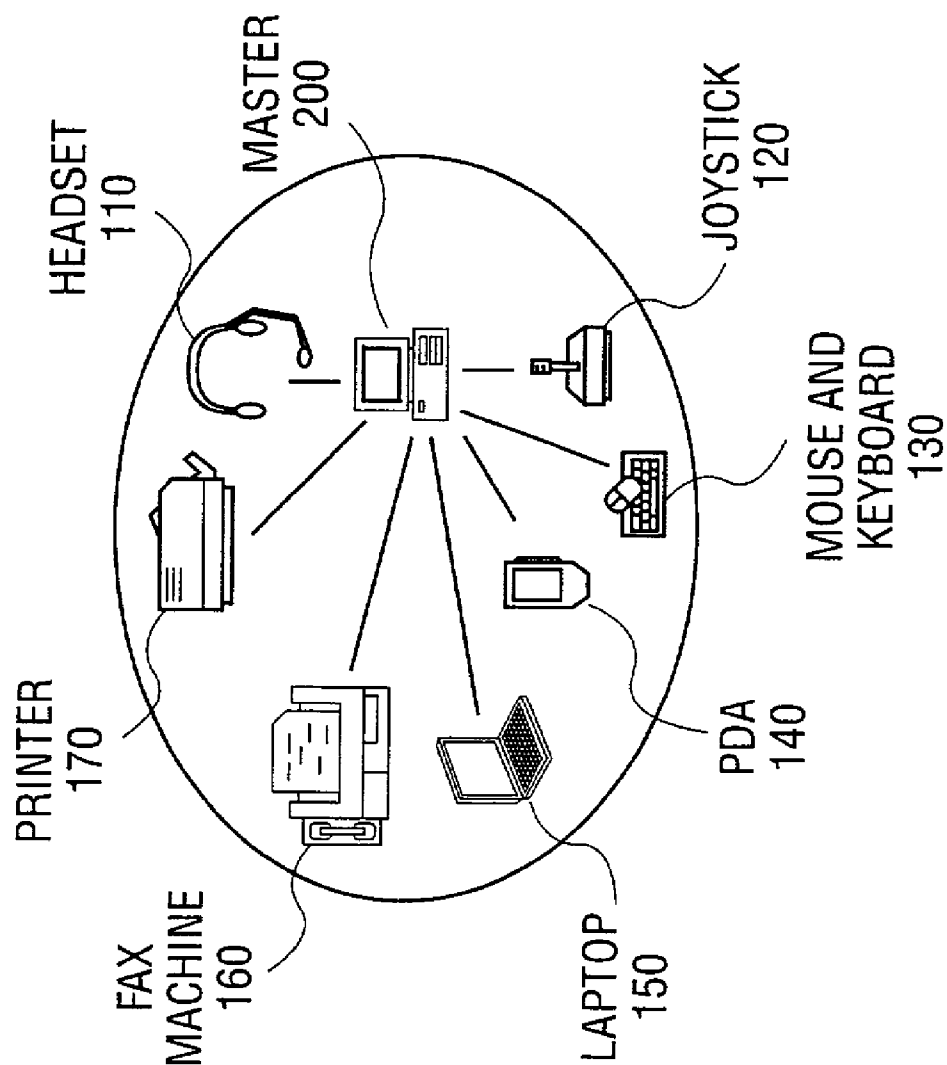 HEADSET
110
MASTER
200
JOYSTICK
120
MOUSE AND
KEYBOARD
130
PDA
140
LAPTOP
150
FAX
MACHINE
160
PRINTER
170